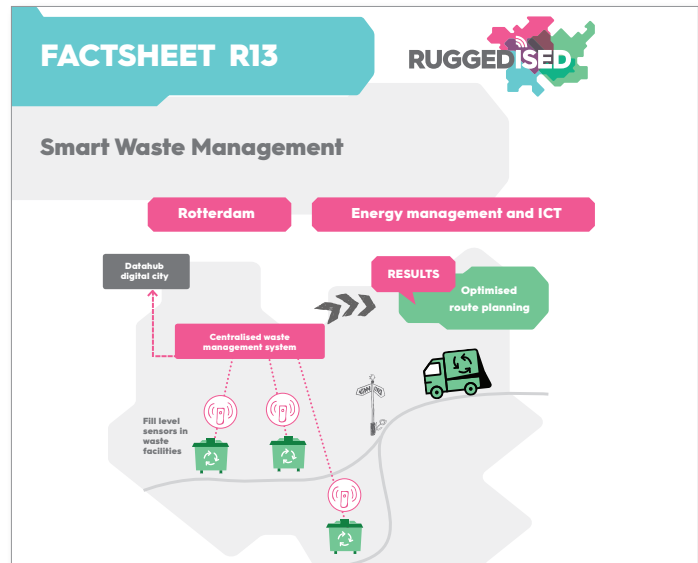 FACTSHEET R13
RUGGEDISED
Smart Waste Management
Rotterdam
Energy management and ICT
Datahub
digital city
RESULTS
Optimised
route planning
Centralised waste
management system
Fill level
sensors in
waste
facilities